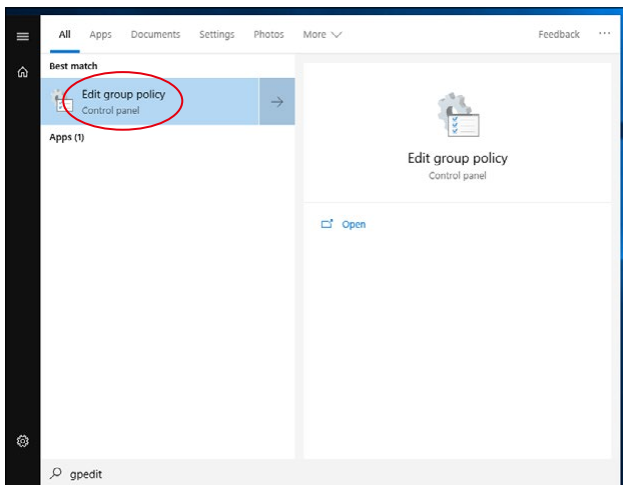 All Apps Documents Settings Photos More Feedback ...
Best match
Edit group policy
Control panel
Apps (1)
Edit group policy
Control panel
Open
gpedit